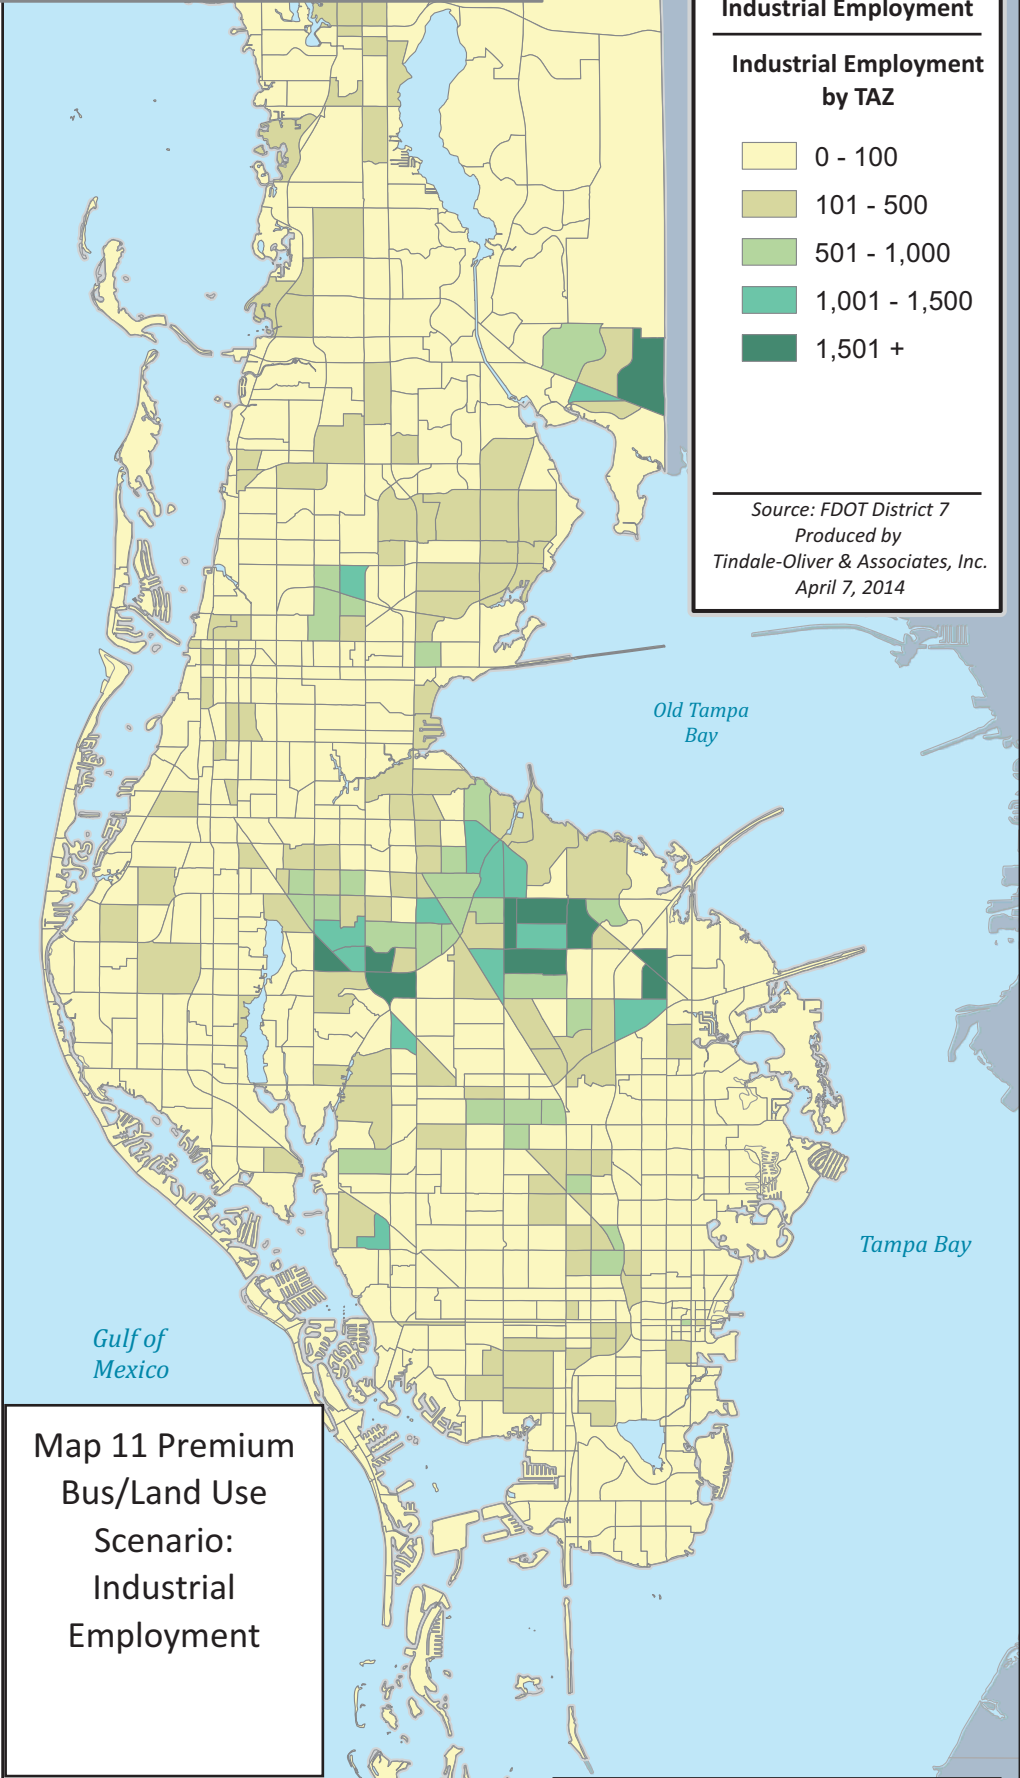 Industrial Employment
Industrial Employment
by TAZ
0 - 100
101 - 500
501 - 1,000
1,001 - 1,500
1,501 +
Source: FDOT District 7
Produced by
Tindale-Oliver & Associates, Inc.
April 7, 2014
Old Tampa
Bay
Tampa Bay
Gulf of
Mexico
Map 11 Premium
Bus/Land Use
Scenario:
Industrial
Employment